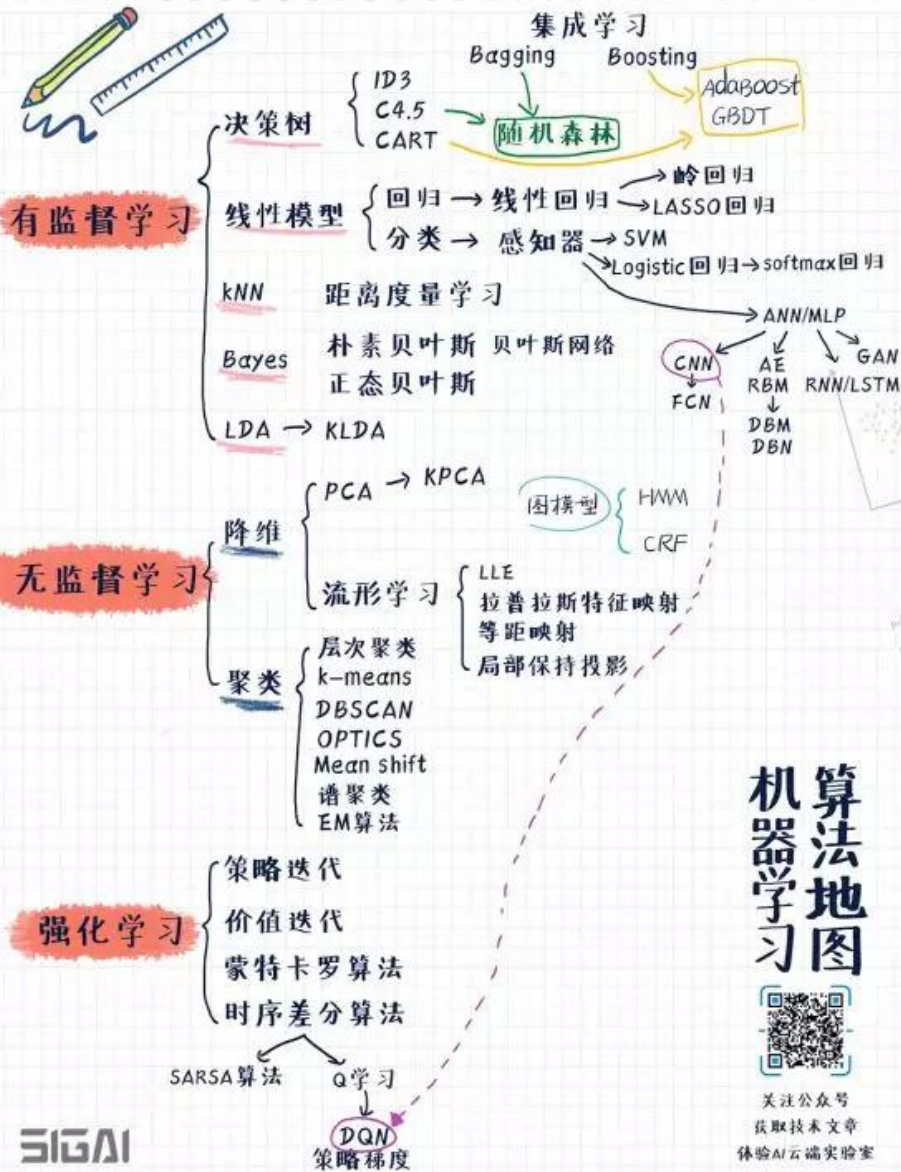 集成学习
Bagging Boosting
AdaBoost
GBDT
有监督学习
决策树
ID3
C4.5
CART
随机森林
线性模型
回归 → 线性回归
岭回归
LASSO回归
分类 → 感知器
SVM
Logistic回归→softmax回归
ANN/MLP
CNN
FCN
AE
RBM
DBM
DBN
RNN/LSTM
GAN
kNN 距离度量学习
Bayes
朴素贝叶斯 贝叶斯网络
正态贝叶斯
LDA → KLDA
无监督学习
降维
PCA → KPCA
流形学习
LLE
拉普拉斯特征映射
等距映射
局部保持投影
图模型
HMM
CRF
聚类
层次聚类
k-means
DBSCAN
OPTICS
Mean shift
谱聚类
EM算法
强化学习
策略迭代
价值迭代
蒙特卡罗算法
时序差分算法
SARSA算法
Q学习
DQN
策略梯度
机器学习
算法地图
关注公众号
获取技术文章
体验AI云端实验室
SIGAI